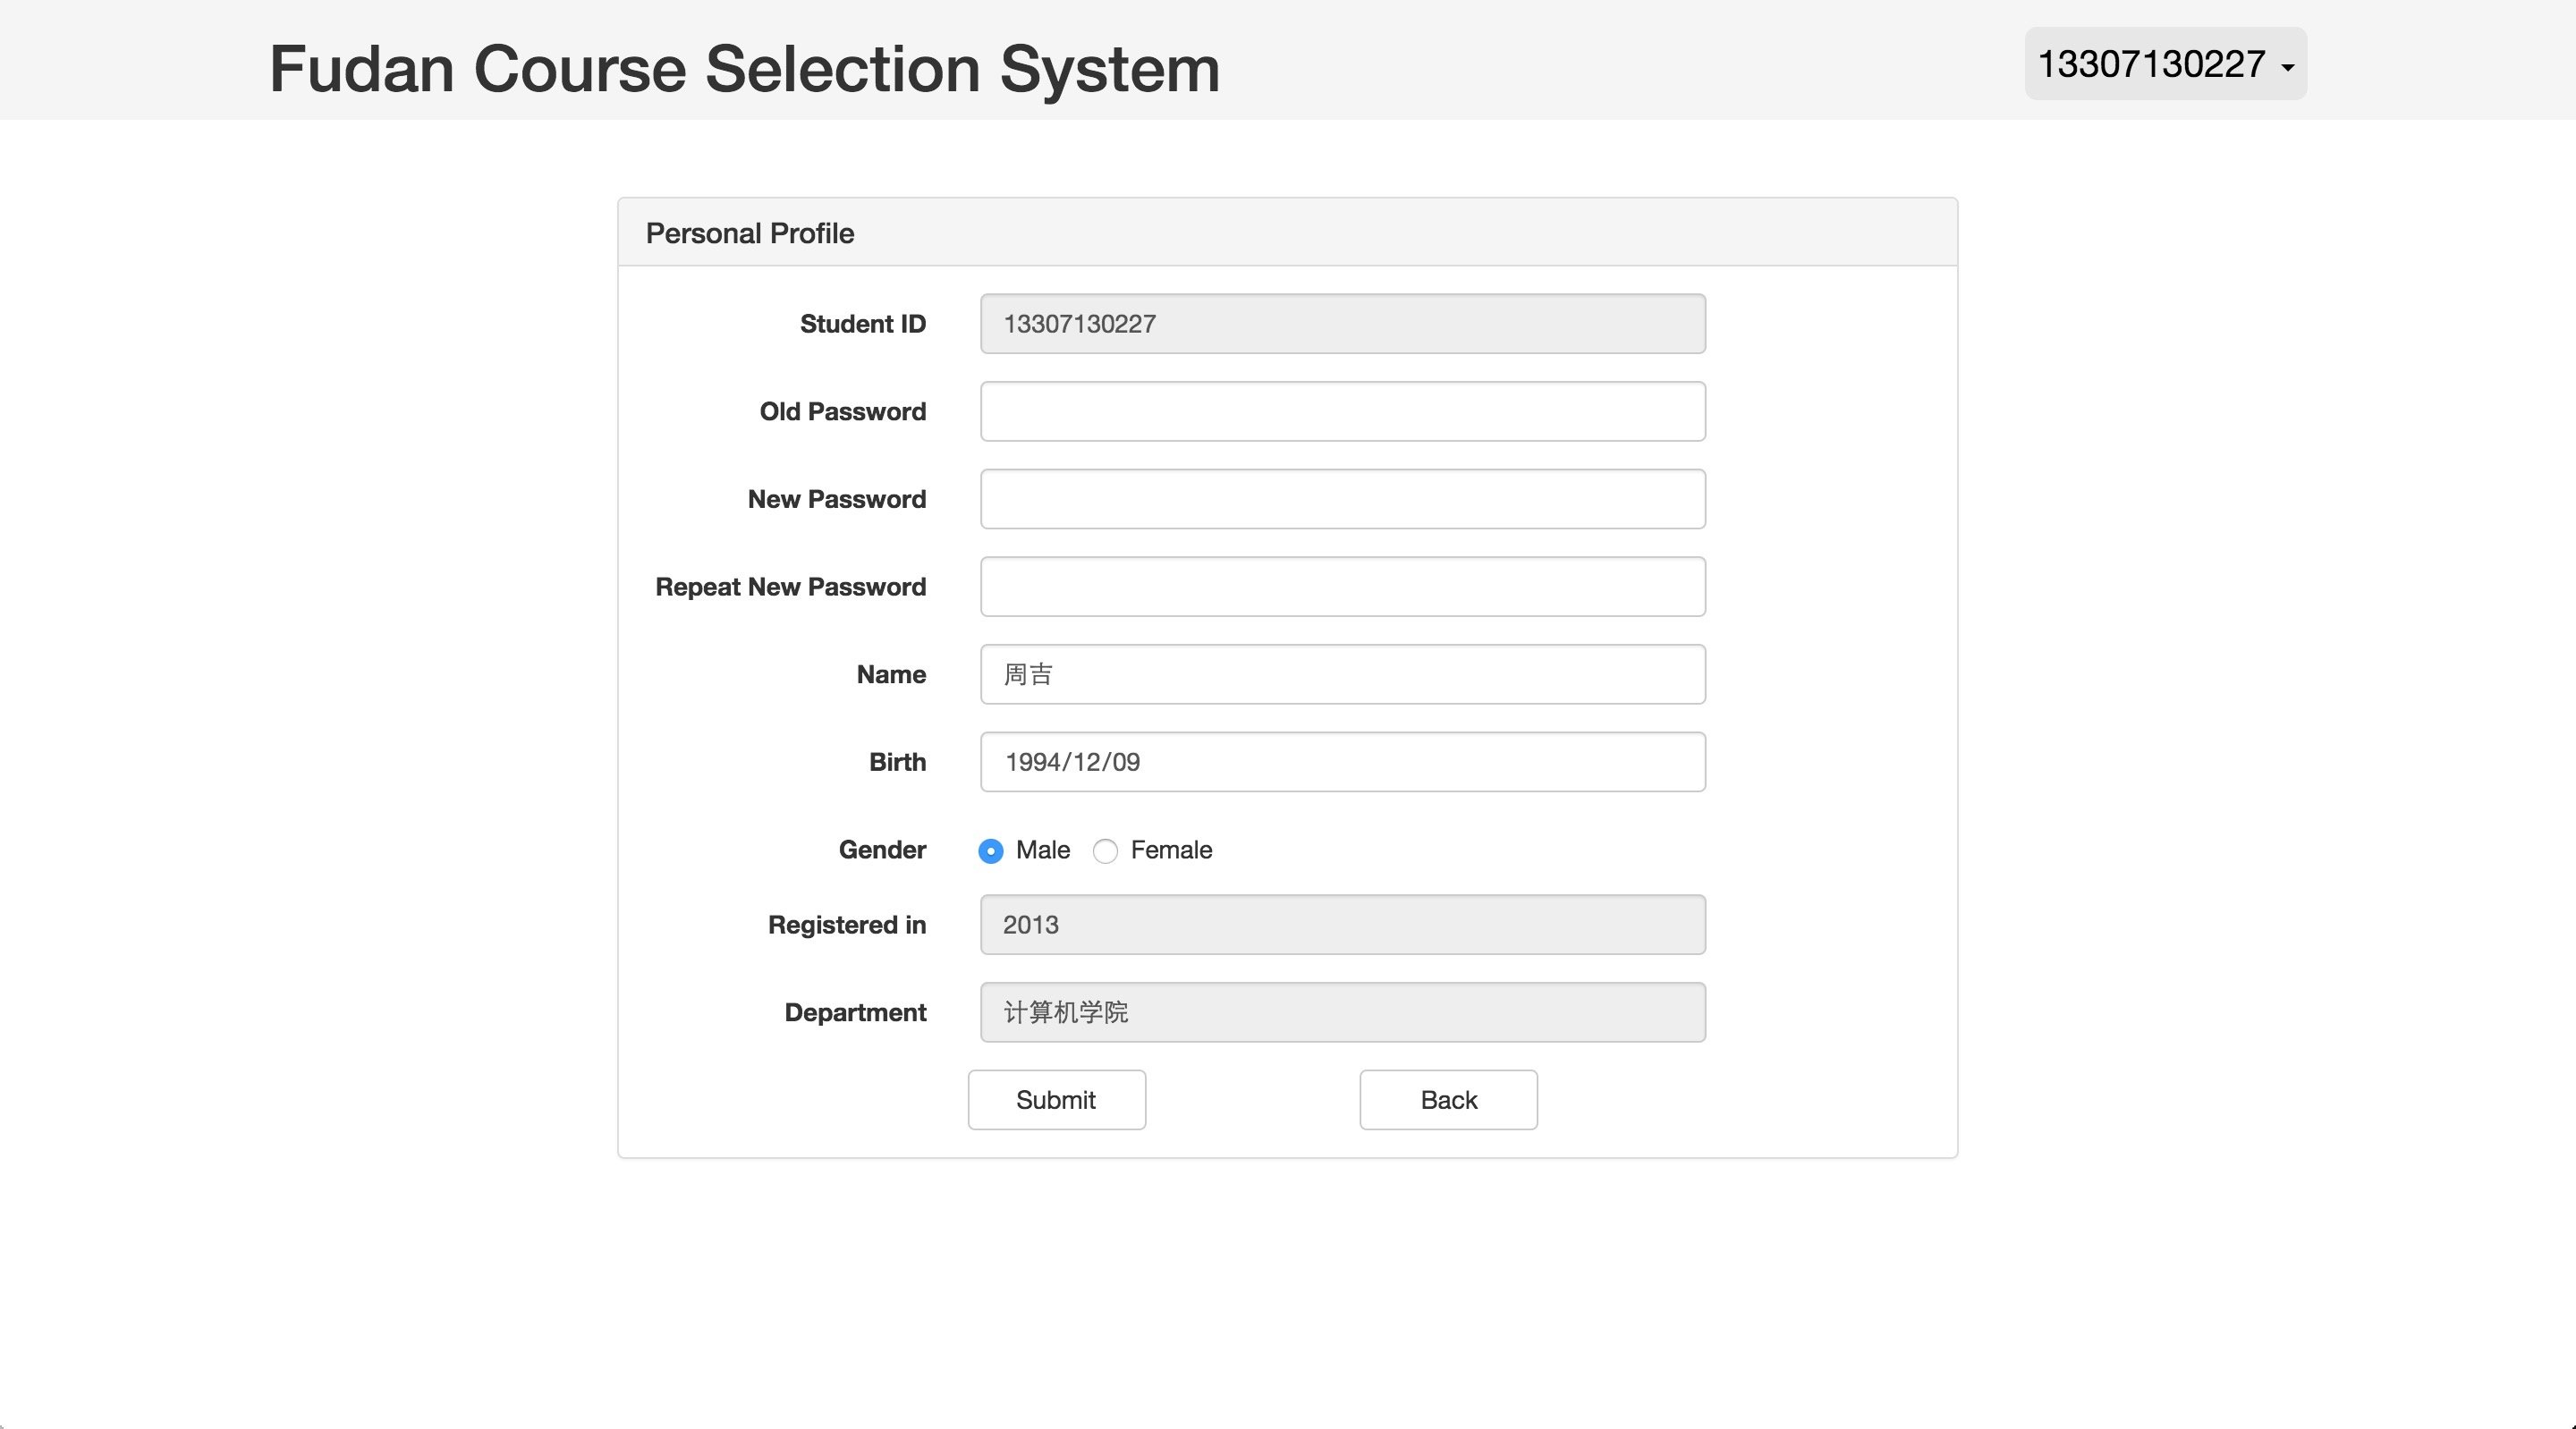 Fudan Course Selection System
13307130227
Personal Profile
Student ID
13307130227
Old Password
New Password
Repeat New Password
Name
周吉
Birth
1994/12/09
Gender
Male Female
Registered in
2013
Department
计算机学院
Submit
Back